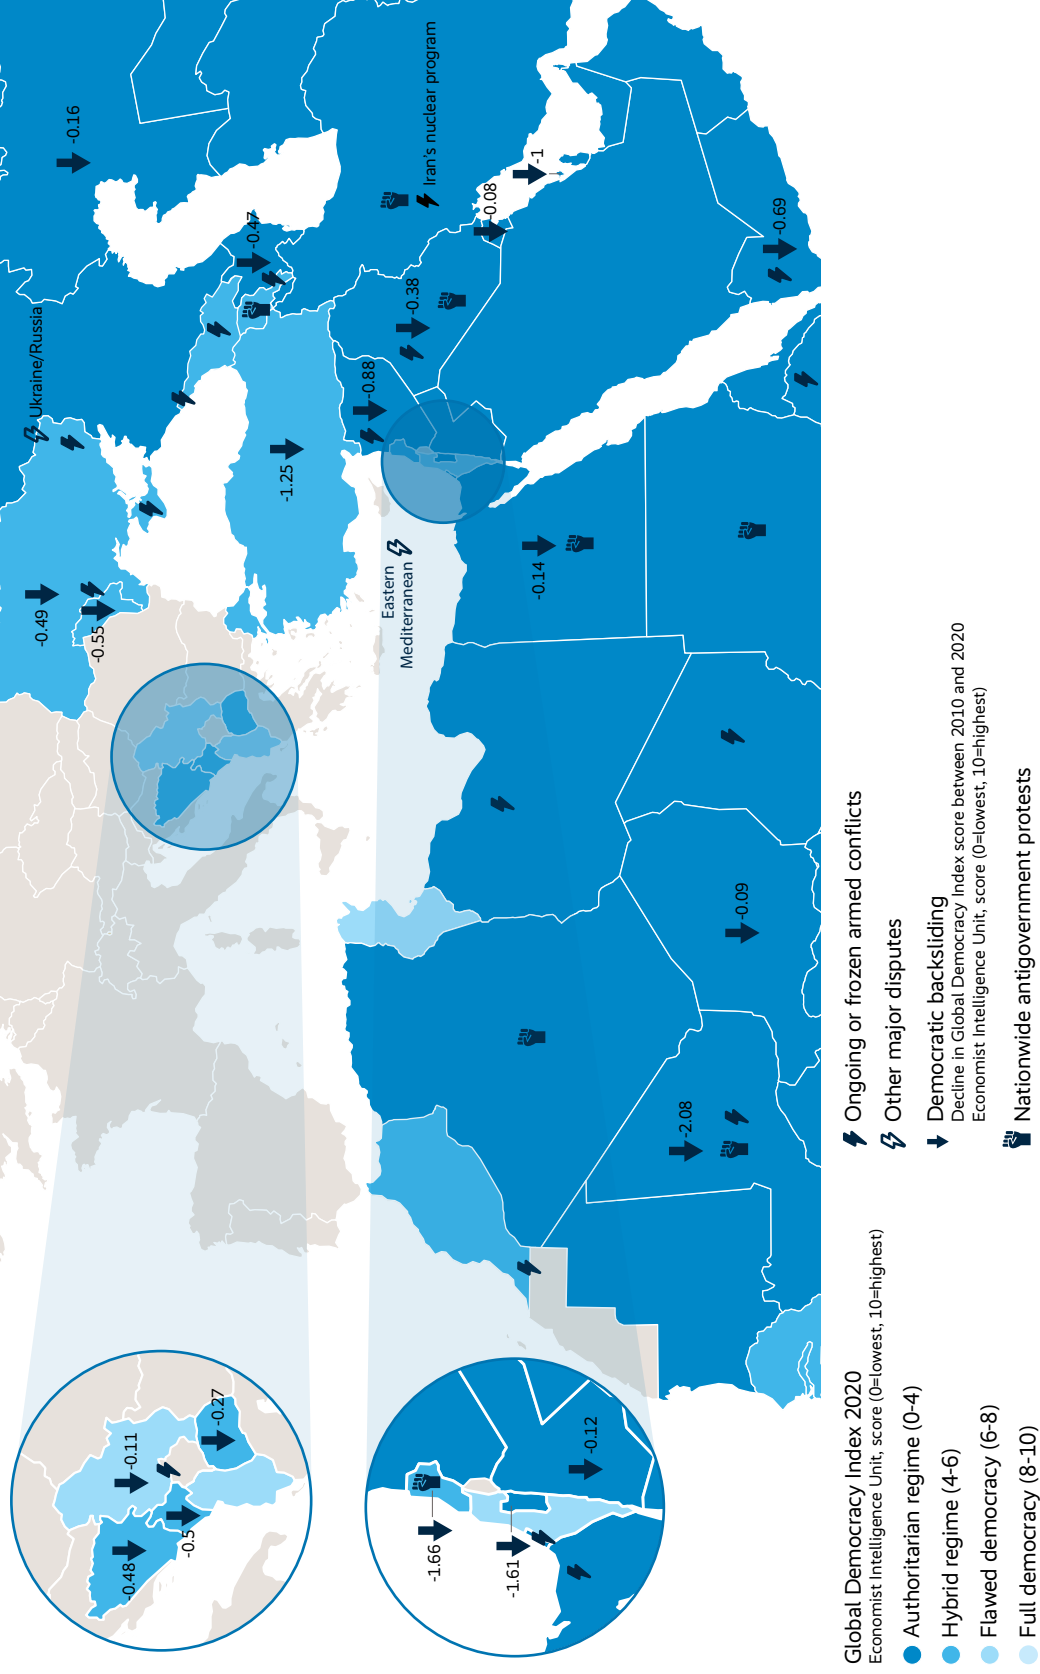 -0.16
Ukraine/Russia
-0.49
-0.55
-0.47
Iran's nuclear program
-1
-0.08
-0.38
-0.88
-1.25
-0.69
Eastern
Mediterranean
-0.14
-0.09
-2.08
-0.11
-0.27
-0.48
-0.5
-1.66
-1.61
-0.12
Global Democracy Index 2020
Economist Intelligence Unit, score (0=lowest, 10=highest)
Authoritarian regime (0-4)
Hybrid regime (4-6)
Flawed democracy (6-8)
Full democracy (8-10)
Ongoing or frozen armed conflicts
Other major disputes
Democratic backsliding
Decline in Global Democracy Index score between 2010 and 2020
Economist Intelligence Unit, score (0=lowest, 10=highest)
Nationwide antigovernment protests